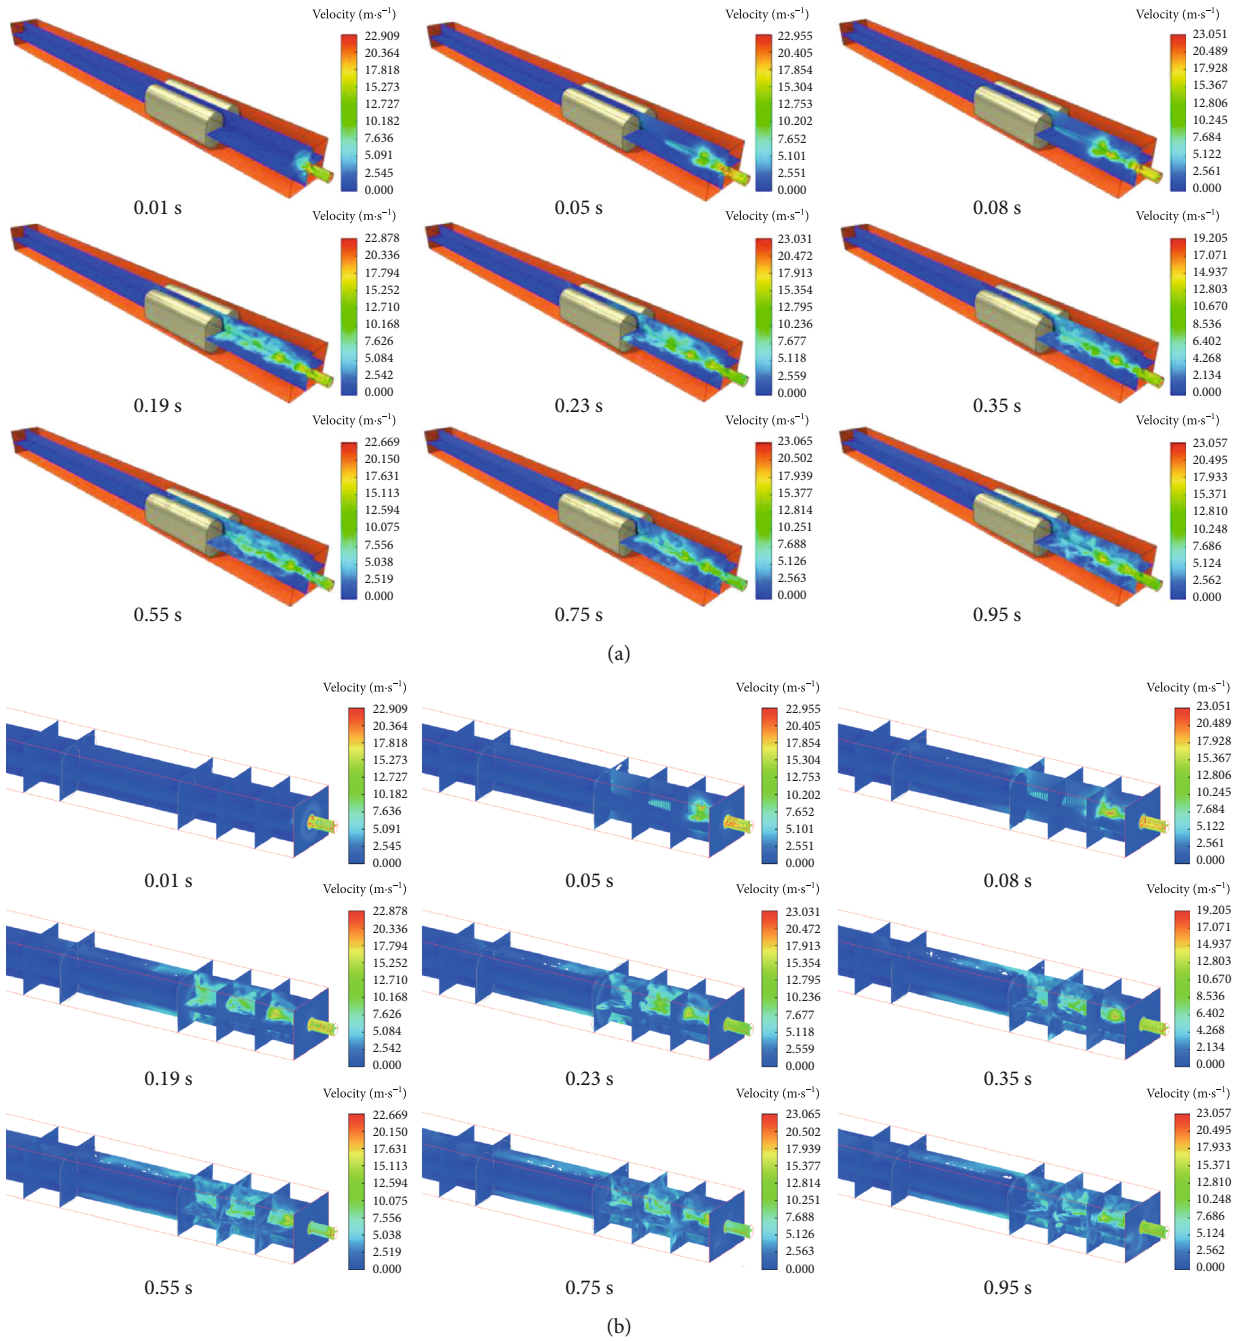 Velocity (m·s⁻¹) Velocity (m·s⁻¹) Velocity (m·s⁻¹)
22.909 22.955 23.051
20.364 20.405 20.489
17.818 17.854 17.928
15.273 15.304 15.367
12.727 12.753 12.806
10.182 10.202 10.245
7.636 7.652 7.684
5.091 5.101 5.122
2.545 2.551 2.561
0.000 0.000 0.000
0.01 s 0.05 s 0.08 s
Velocity (m·s⁻¹) Velocity (m·s⁻¹) Velocity (m·s⁻¹)
22.878 23.031 19.205
20.336 20.472 17.071
17.794 17.913 14.937
15.252 15.354 12.803
12.710 12.795 10.670
10.168 10.236 8.536
7.626 7.677 6.402
5.084 5.118 4.268
2.542 2.559 2.134
0.000 0.000 0.000
0.19 s 0.23 s 0.35 s
Velocity (m·s⁻¹) Velocity (m·s⁻¹) Velocity (m·s⁻¹)
22.669 23.065 23.057
20.150 20.502 20.495
17.631 17.939 17.933
15.113 15.377 15.371
12.594 12.814 12.810
10.075 10.251 10.248
7.556 7.688 7.686
5.038 5.126 5.124
2.519 2.563 2.562
0.000 0.000 0.000
0.55 s 0.75 s 0.95 s
(a)
Velocity (m·s⁻¹) Velocity (m·s⁻¹) Velocity (m·s⁻¹)
22.909 22.955 23.051
20.364 20.405 20.489
17.818 17.854 17.928
15.273 15.304 15.367
12.727 12.753 12.806
10.182 10.202 10.245
7.636 7.652 7.684
5.091 5.101 5.122
2.545 2.551 2.561
0.000 0.000 0.000
0.01 s 0.05 s 0.08 s
Velocity (m·s⁻¹) Velocity (m·s⁻¹) Velocity (m·s⁻¹)
22.878 23.031 19.205
20.336 20.472 17.071
17.794 17.913 14.937
15.252 15.354 12.803
12.710 12.795 10.670
10.168 10.236 8.536
7.626 7.677 6.402
5.084 5.118 4.268
2.542 2.559 2.134
0.000 0.000 0.000
0.19 s 0.23 s 0.35 s
Velocity (m·s⁻¹) Velocity (m·s⁻¹) Velocity (m·s⁻¹)
22.669 23.065 23.057
20.150 20.502 20.495
17.631 17.939 17.933
15.113 15.377 15.371
12.594 12.814 12.810
10.075 10.251 10.248
7.556 7.688 7.686
5.038 5.126 5.124
2.519 2.563 2.562
0.000 0.000 0.000
0.55 s 0.75 s 0.95 s
(b)